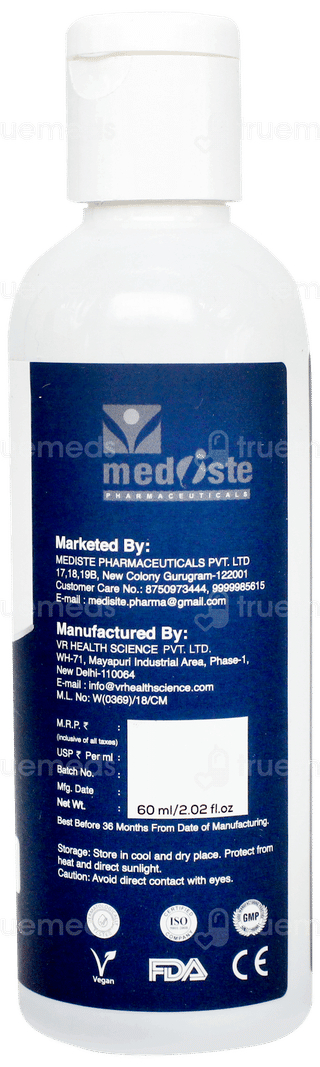 mediste
PHARMACEUTICALS
Marketed By:
MEDISTE PHARMACEUTICALS PVT. LTD
17,18,19B, New Colony Gurugram-122001
Customer Care No.: 8750973444, 9999985615
E-mail : medisite.pharma@gmail.com
Manufactured By:
VR HEALTH SCIENCE PVT. LTD.
WH-71, Mayapuri Industrial Area, Phase-1,
New Delhi-110064
E-mail : info@vrhealthscience.com
M.L. No: W(0369)/18/CM
M.R.P. ₹ :
(inclusive of all taxes)
USP ₹ Per ml :
Batch No. :
Mfg. Date :
Net Wt. : 60 ml/2.02 fl.oz
Best Before 36 Months From Date of Manufacturing.
Storage: Store in cool and dry place. Protect from
heat and direct sunlight.
Caution: Avoid direct contact with eyes.
CERTIFIED ISO COMPANY
GMP
Vegan FDA CE
truemeds